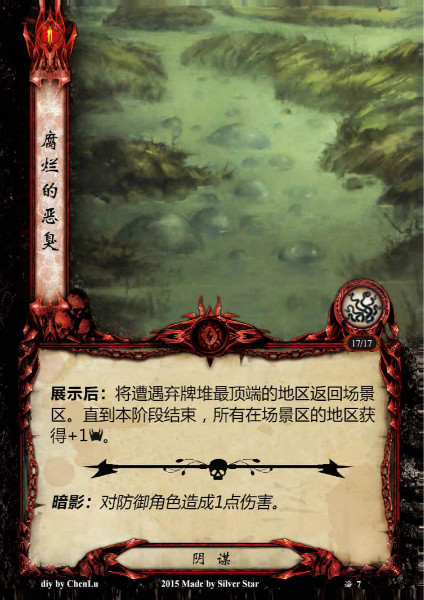 腐烂的恶臭
17/17
展示后：将遭遇弃牌堆最顶端的地区返回场景
区。直到本阶段结束，所有在场景区的地区获
得+1。
暗影：对防御角色造成1点伤害。
阴谋
diy by ChenLu
2015 Made by Silver Star
7